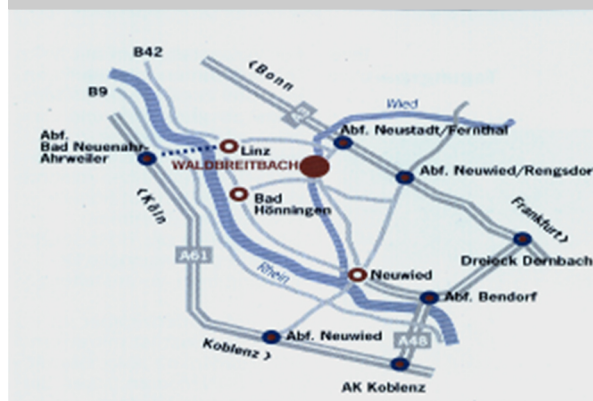 B42
‹Bonn
B9
Wied
Abf. Neustadt/Fernthal
Abf.
Bad Neuenahr-
Ahrweiler
Linz
WALDBREITBACH
Abf. Neuwied/Rengsdor
‹Köln
Bad
Hönningen
Frankfurt›
A61
Rhein
Neuwied
Dreieck Dernbach
Abf. Bendorf
Koblenz ›
Abf. Neuwied
A48
AK Koblenz